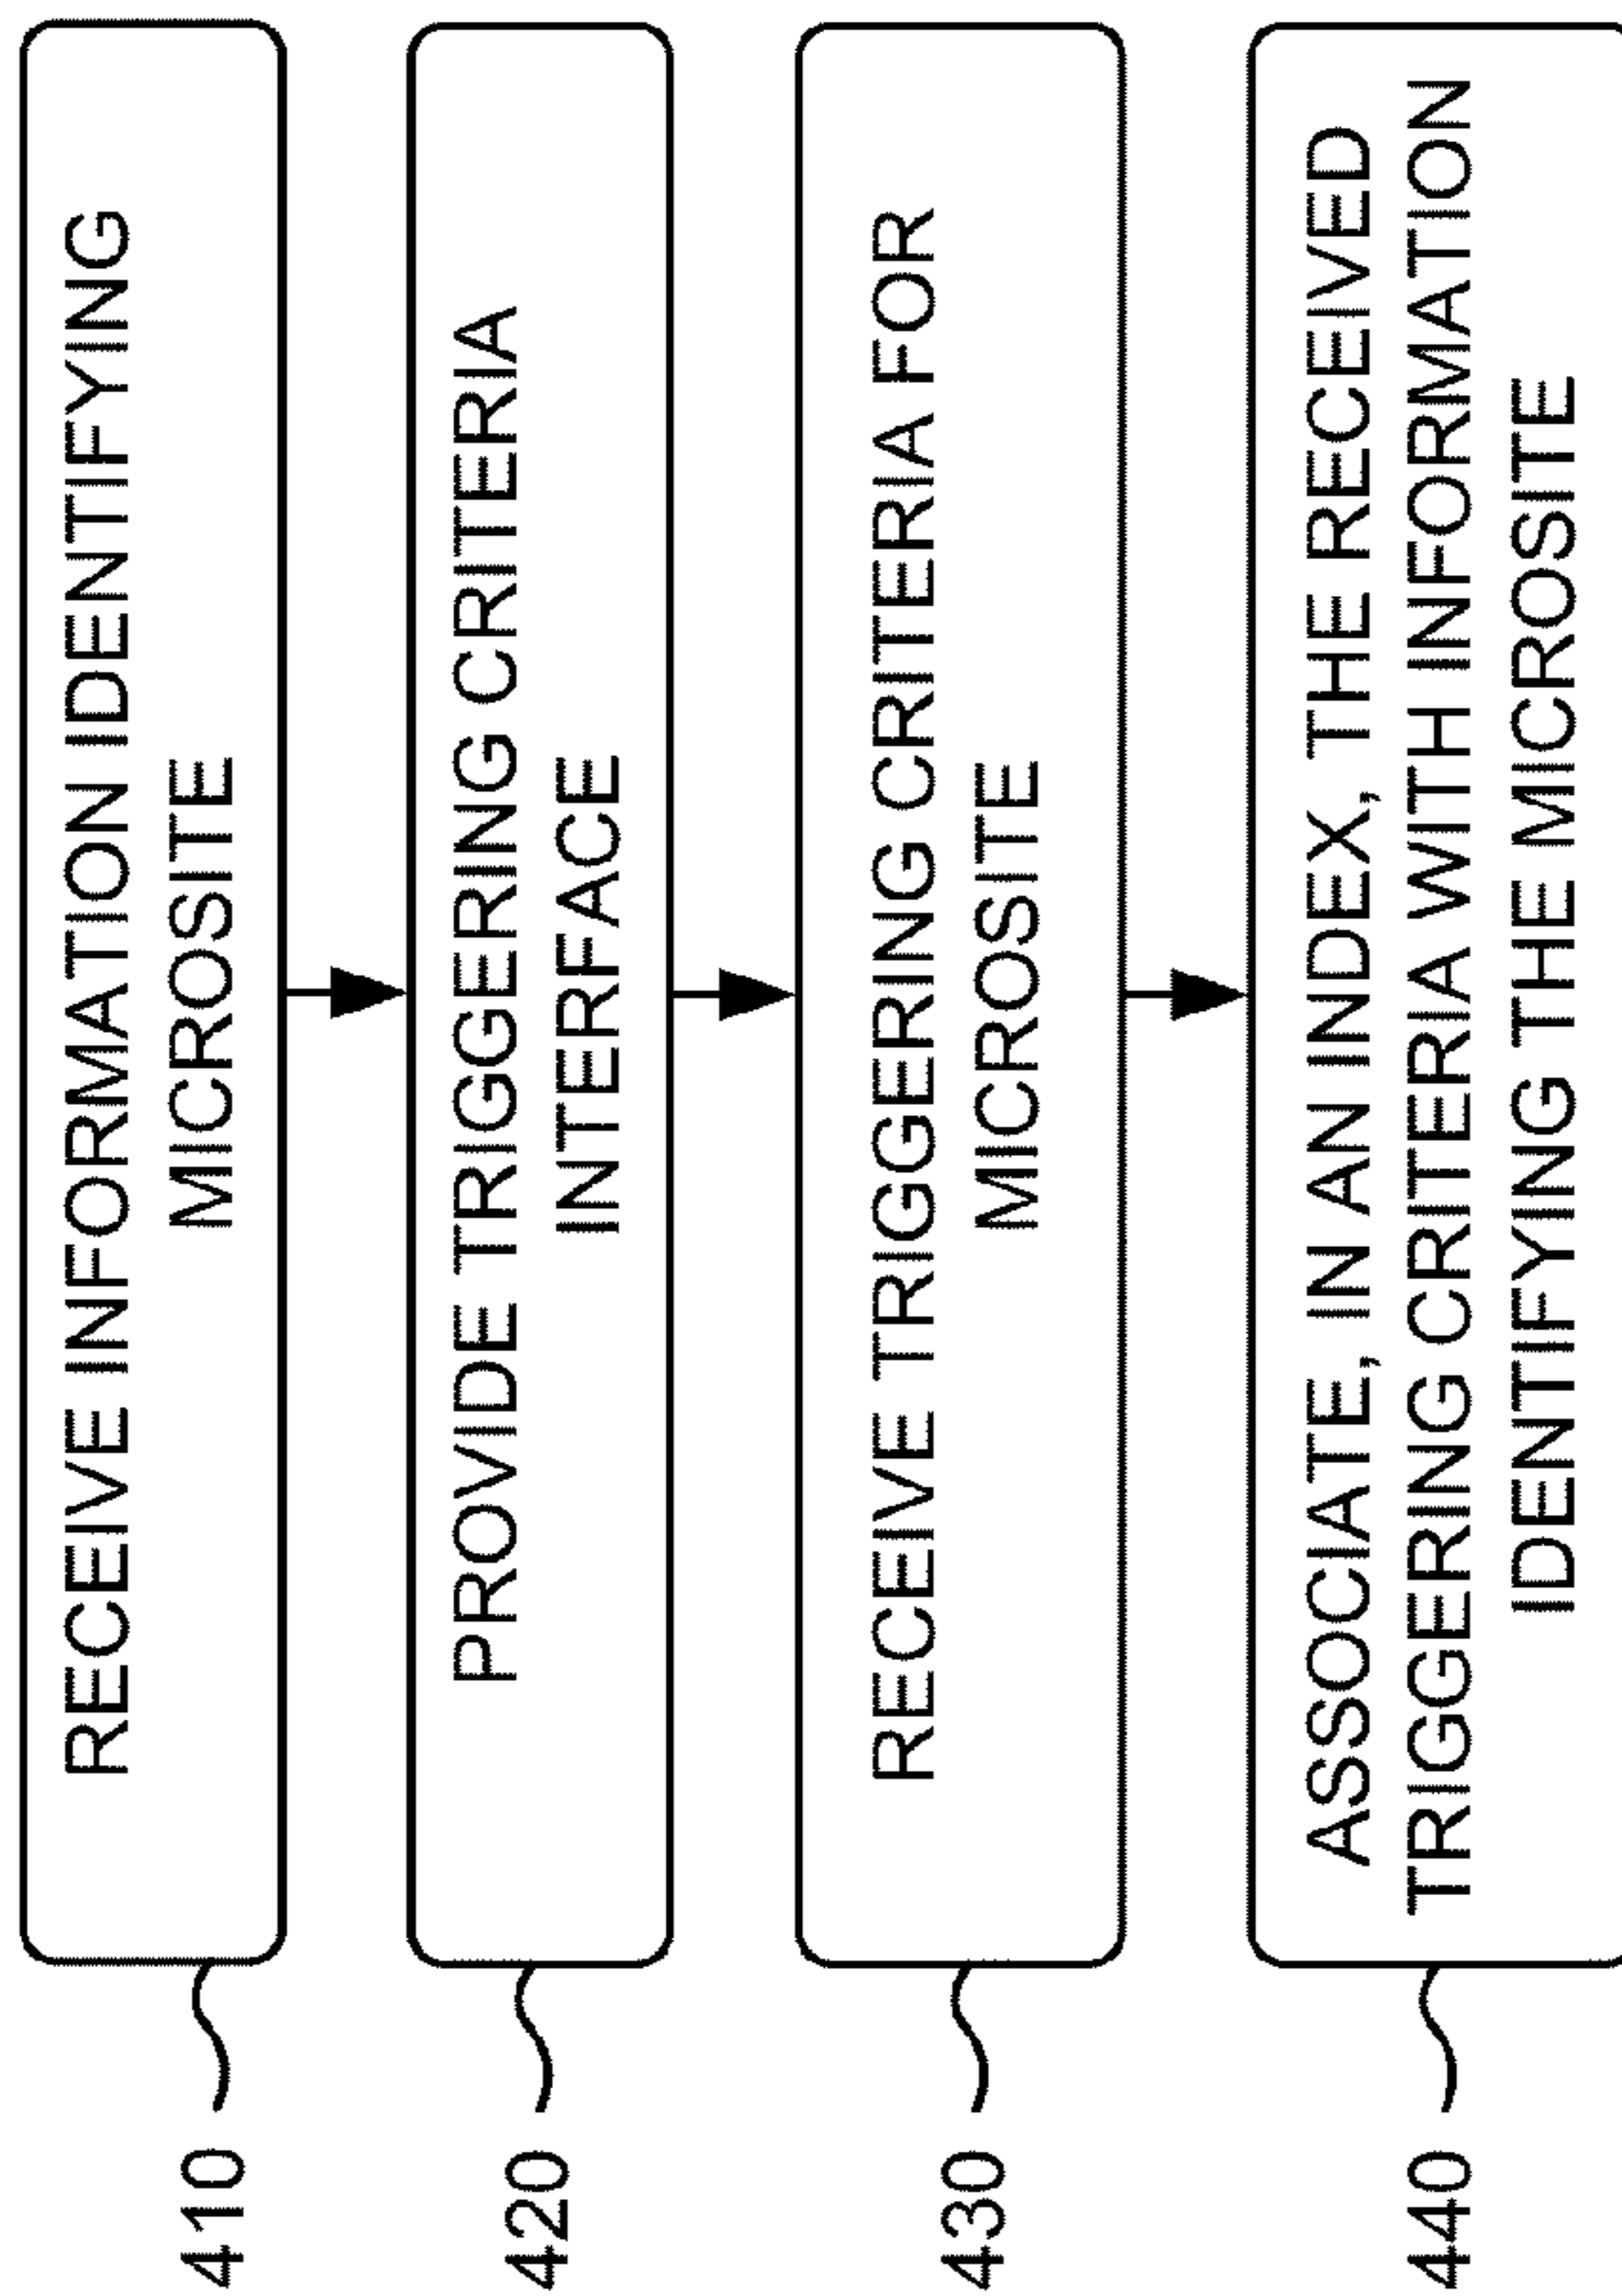 410
RECEIVE INFORMATION IDENTIFYING
MICROSITE
420
PROVIDE TRIGGERING CRITERIA
INTERFACE
430
RECEIVE TRIGGERING CRITERIA FOR
MICROSITE
440
ASSOCIATE, IN AN INDEX, THE RECEIVED
TRIGGERING CRITERIA WITH INFORMATION
IDENTIFYING THE MICROSITE